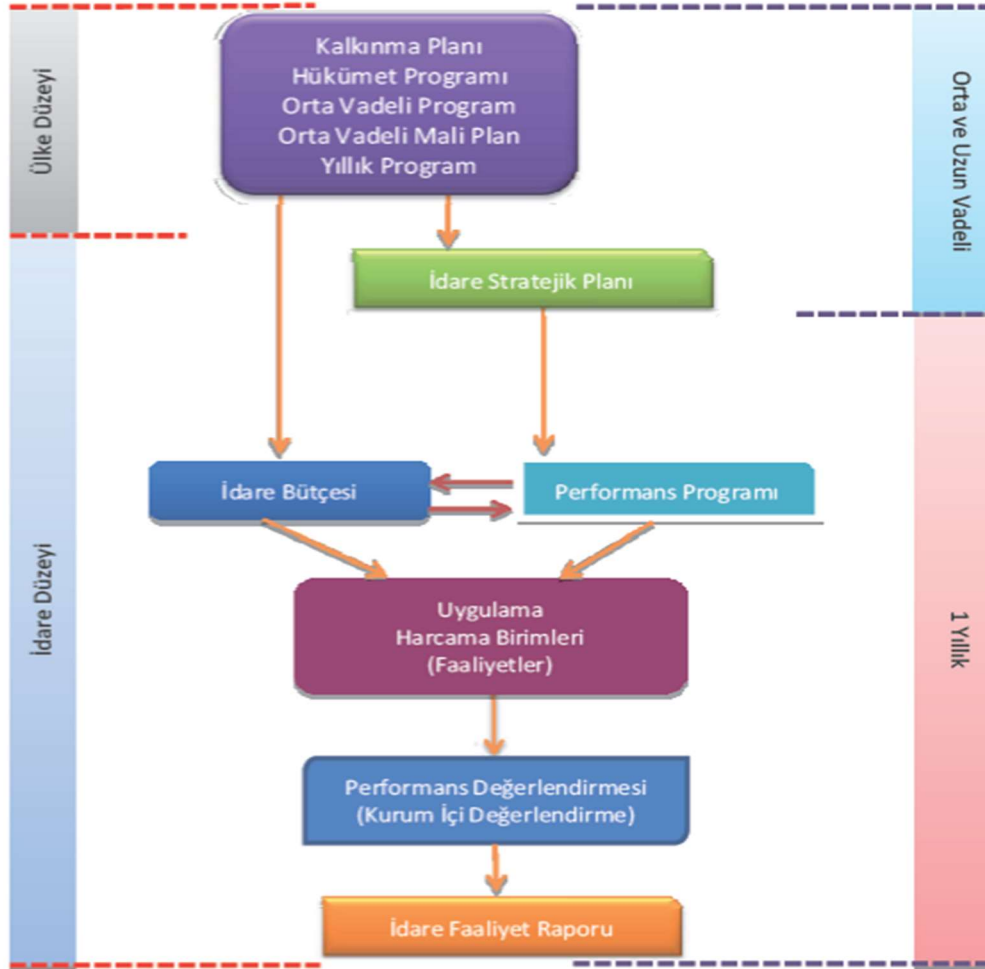 Ülke Düzeyi
Kalkınma Planı
Hükümet Programı
Orta Vadeli Program
Orta Vadeli Mali Plan
Yıllık Program
Orta ve Uzun Vadeli
İdare Stratejik Planı
İdare Düzeyi
İdare Bütçesi
Performans Programı
1 Yıllık
Uygulama
Harcama Birimleri
(Faaliyetler)
Performans Değerlendirmesi
(Kurum İçi Değerlendirme)
İdare Faaliyet Raporu